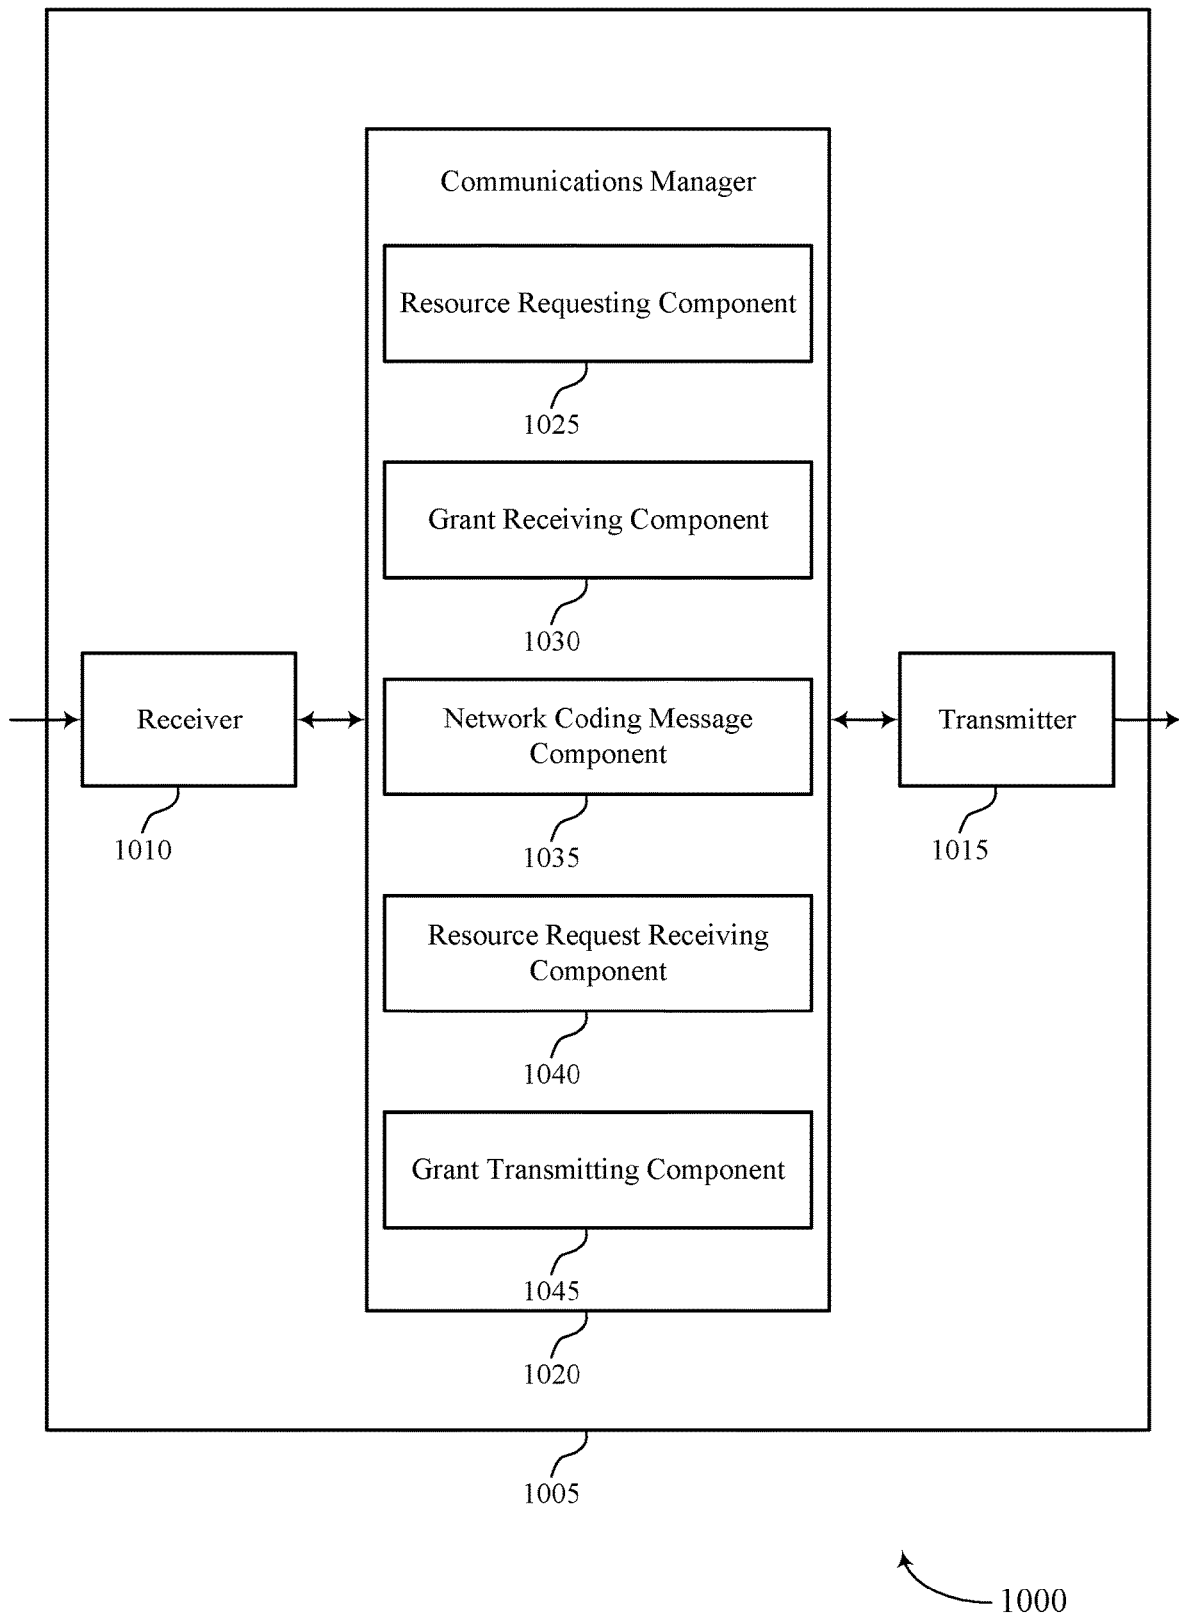 Communications Manager
Resource Requesting Component
1025
Grant Receiving Component
1030
Receiver
1010
Network Coding Message
Component
1035
Transmitter
1015
Resource Request Receiving
Component
1040
Grant Transmitting Component
1045
1020
1005
1000